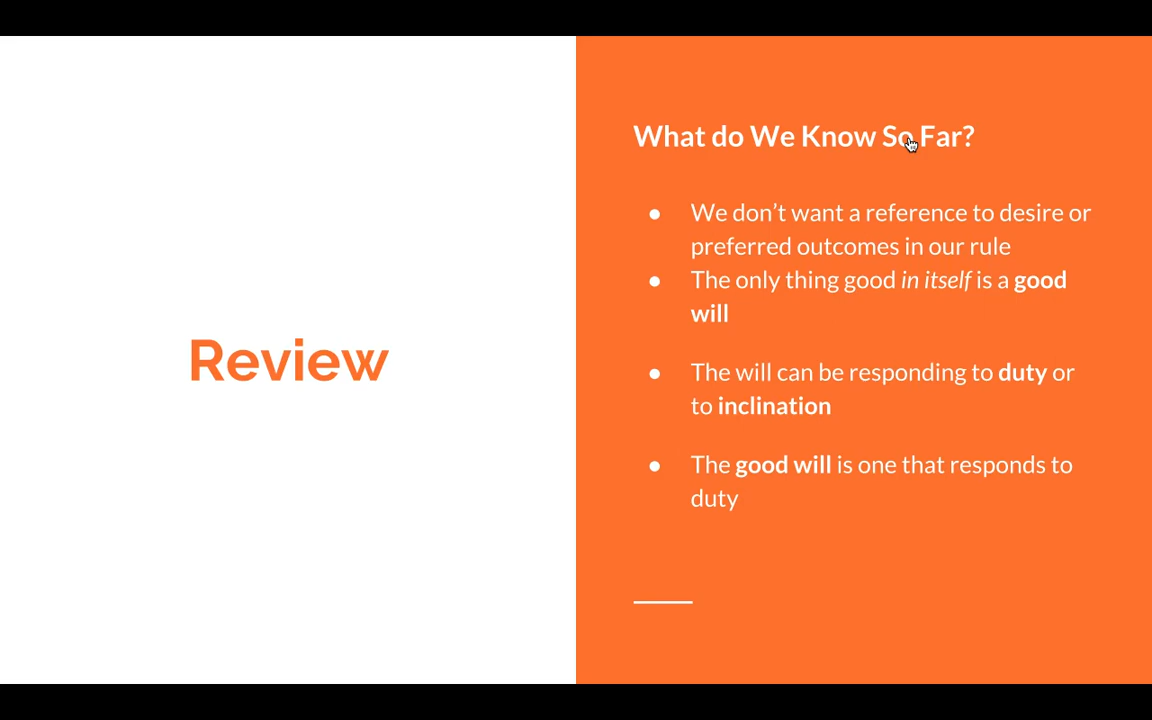 Review
What do We Know So Far?
● We don’t want a reference to desire or
preferred outcomes in our rule
● The only thing good in itself is a good
will
● The will can be responding to duty or
to inclination
● The good will is one that responds to
duty